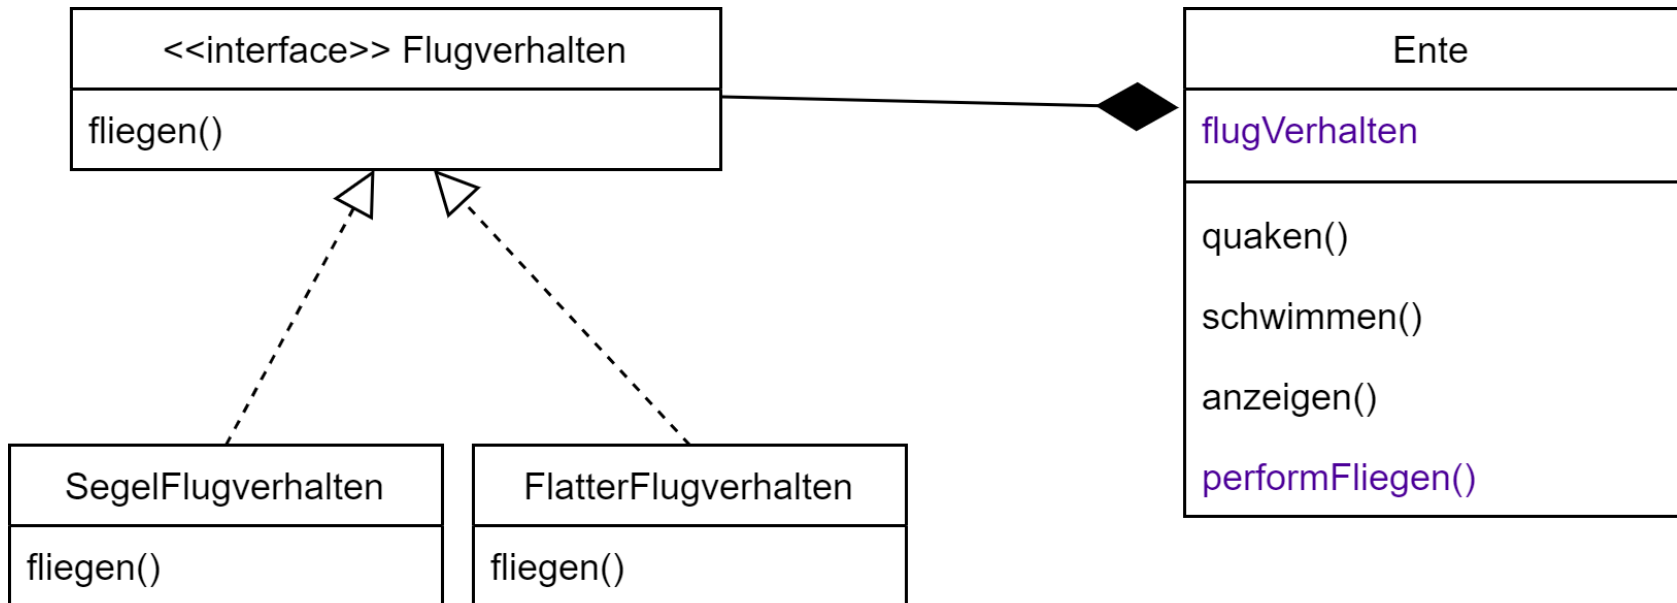 <<interface>> Flugverhalten
fliegen()
Ente
flugVerhalten
quaken()
schwimmen()
anzeigen()
performFliegen()
SegelFlugverhalten
fliegen()
FlatterFlugverhalten
fliegen()